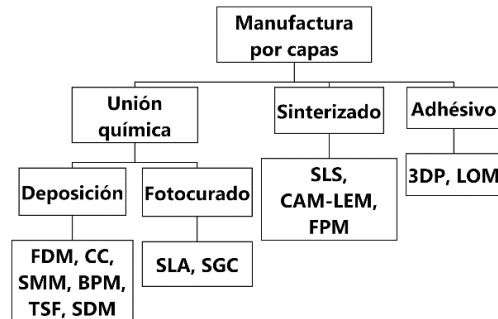 Manufactura
por capas
Unión
química
Sinterizado
Adhésivo
Deposición
Fotocurado
SLS,
CAM-LEM,
FPM
3DP, LOM
FDM, CC,
SMM, BPM,
TSF, SDM
SLA, SGC